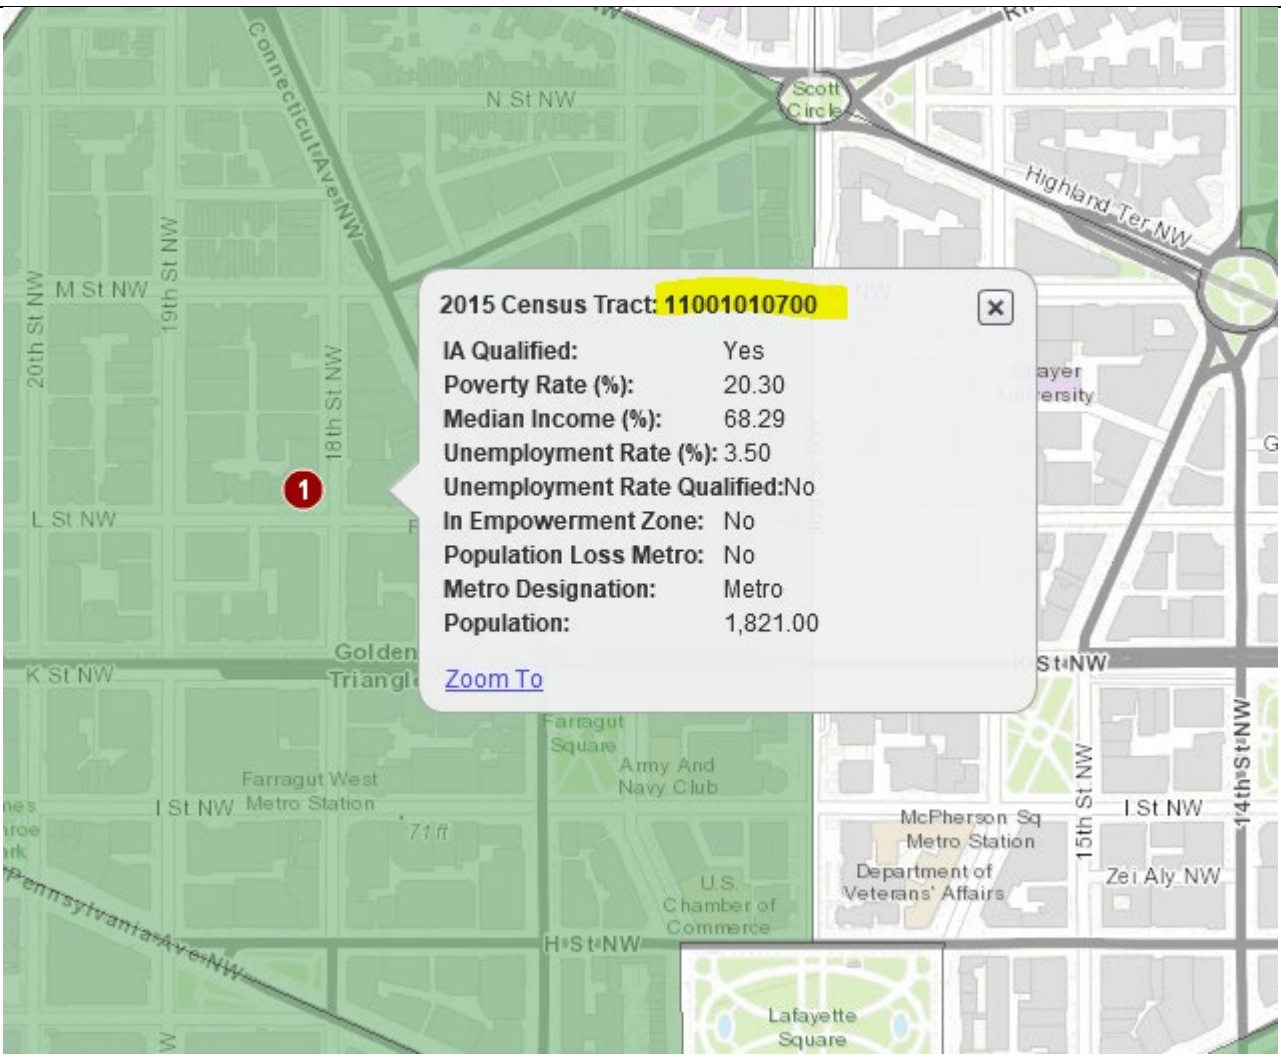 Connecticut Ave NW
N St NW
Scott
Circle
Highland Ter NW
M St NW
19th St NW
20th St NW
18th St NW
2015 Census Tract: 11001010700
IA Qualified: Yes
Poverty Rate (%): 20.30
Median Income (%): 68.29
Unemployment Rate (%): 3.50
Unemployment Rate Qualified:No
In Empowerment Zone: No
Population Loss Metro: No
Metro Designation: Metro
Population: 1,821.00
Zoom To
ayer
ersity
1
L St NW
K St NW
Golden
Triangl
K St NW
Farragut
Square
Army And
Navy Club
Farragut West
Metro Station
I St NW
71 ft
McPherson Sq
Metro Station
15th St NW
I St NW
14th St NW
Department of
Veterans' Affairs
Zei Aly NW
U.S.
Chamber of
Commerce
Pennsylvania Ave NW
H St NW
Lafayette
Square